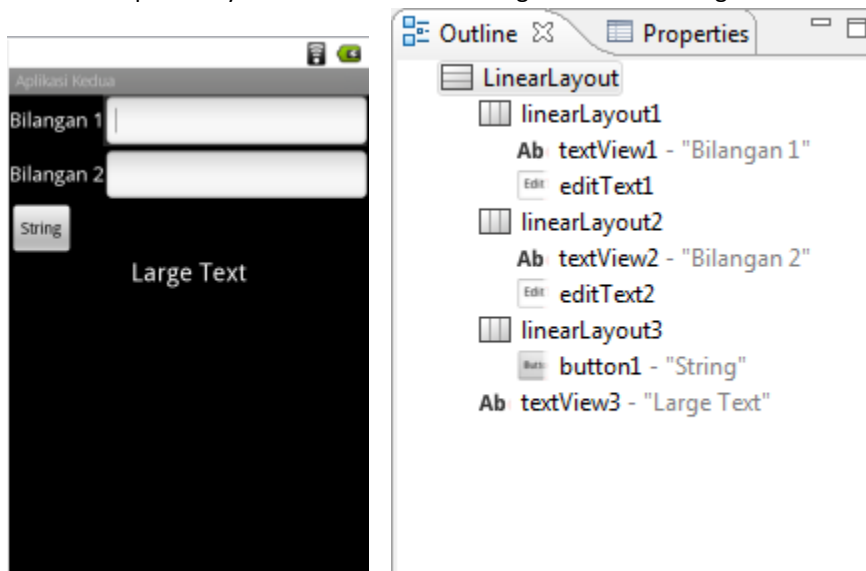 Aplikasi Kedua
Bilangan 1
Bilangan 2
String
Large Text
Outline
Properties
LinearLayout
linearLayout1
Ab textView1 - "Bilangan 1"
Edit editText1
linearLayout2
Ab textView2 - "Bilangan 2"
Edit editText2
linearLayout3
button1 - "String"
Ab textView3 - "Large Text"